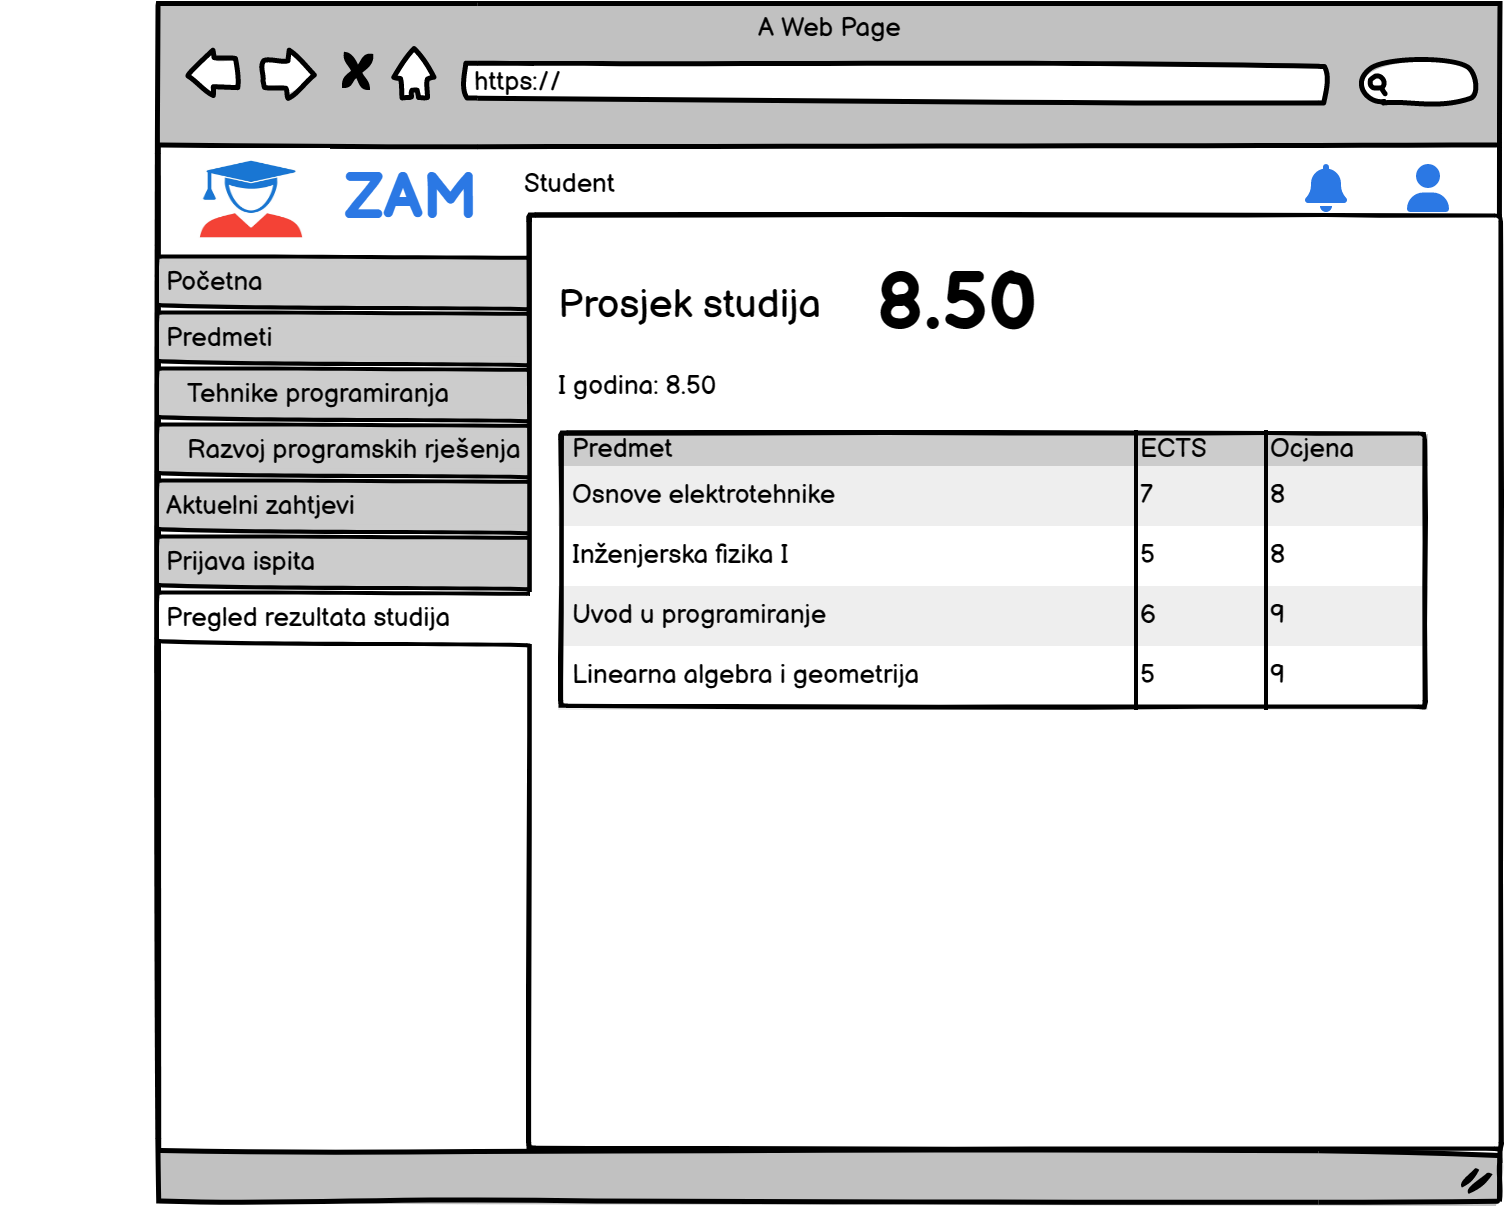 A Web Page
https://
ZAM
Student
Početna
Predmeti
Tehnike programiranja
Razvoj programskih rješenja
Aktuelni zahtjevi
Prijava ispita
Pregled rezultata studija
Prosjek studija 8.50
I godina: 8.50
Predmet ECTS Ocjena
Osnove elektrotehnike 7 8
Inženjerska fizika I 5 8
Uvod u programiranje 6 9
Linearna algebra i geometrija 5 9